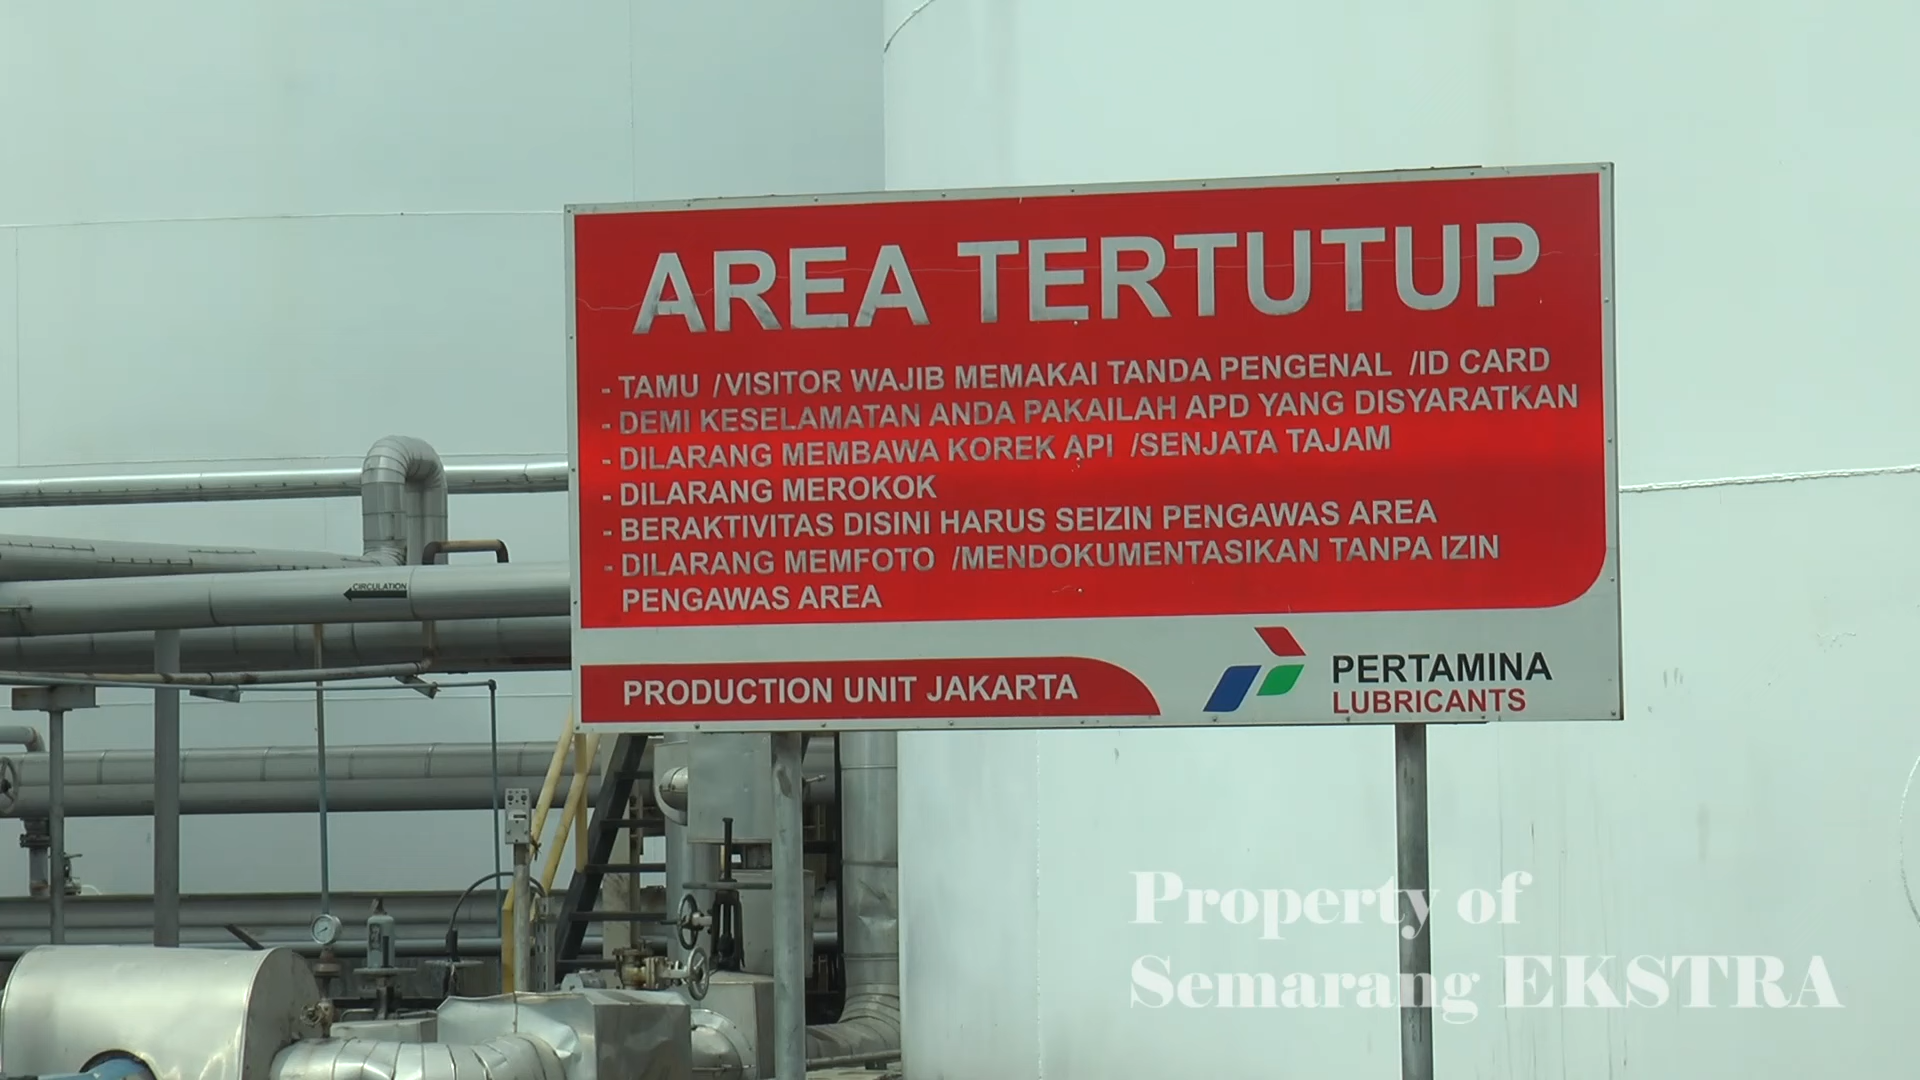 AREA TERTUTUP
- TAMU /VISITOR WAJIB MEMAKAI TANDA PENGENAL /ID CARD
- DEMI KESELAMATAN ANDA PAKAILAH APD YANG DISYARATKAN
- DILARANG MEMBAWA KOREK API /SENJATA TAJAM
- DILARANG MEROKOK
- BERAKTIVITAS DISINI HARUS SEIZIN PENGAWAS AREA
- DILARANG MEMFOTO /MENDOKUMENTASIKAN TANPA IZIN
PENGAWAS AREA
PRODUCTION UNIT JAKARTA
PERTAMINA
LUBRICANTS
CIRCULATION
Property of
Semarang EKSTRA